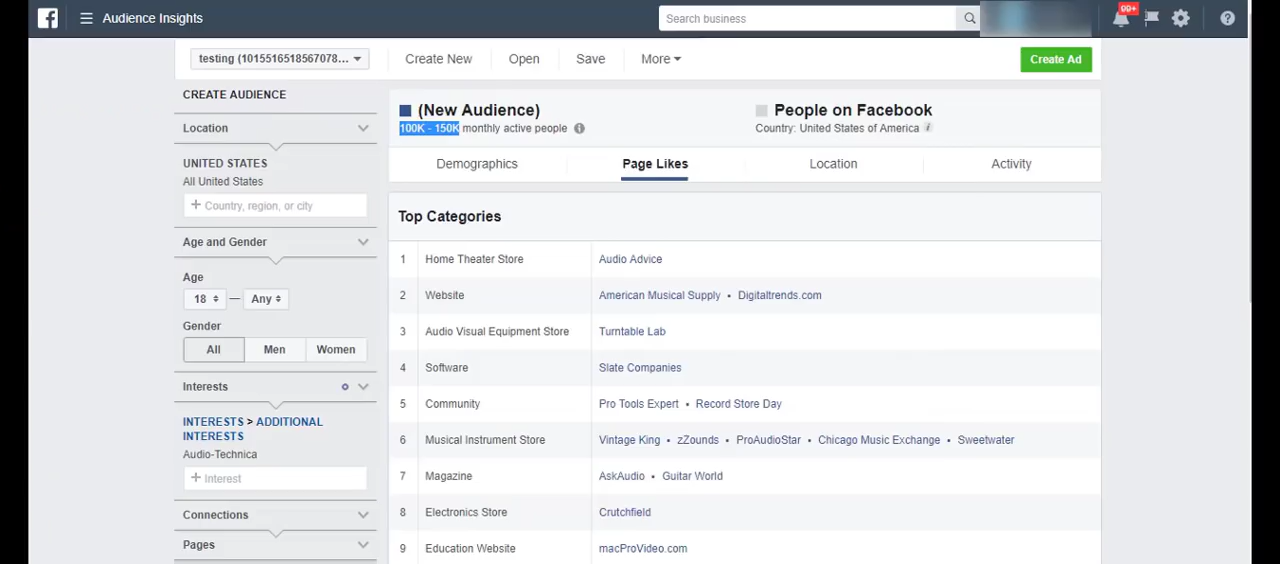 Audience Insights
Search business
99+
testing (1015516518567078...
Create New
Open
Save
More
Create Ad
CREATE AUDIENCE
Location
UNITED STATES
All United States
+ Country, region, or city
Age and Gender
Age
18 — Any
Gender
All Men Women
Interests
INTERESTS > ADDITIONAL
INTERESTS
Audio-Technica
+ Interest
Connections
Pages
(New Audience)
100K - 150K monthly active people
People on Facebook
Country: United States of America
Demographics Page Likes Location Activity
Top Categories
1 Home Theater Store Audio Advice
2 Website American Musical Supply • Digitaltrends.com
3 Audio Visual Equipment Store Turntable Lab
4 Software Slate Companies
5 Community Pro Tools Expert • Record Store Day
6 Musical Instrument Store Vintage King • zZounds • ProAudioStar • Chicago Music Exchange • Sweetwater
7 Magazine AskAudio • Guitar World
8 Electronics Store Crutchfield
9 Education Website macProVideo.com